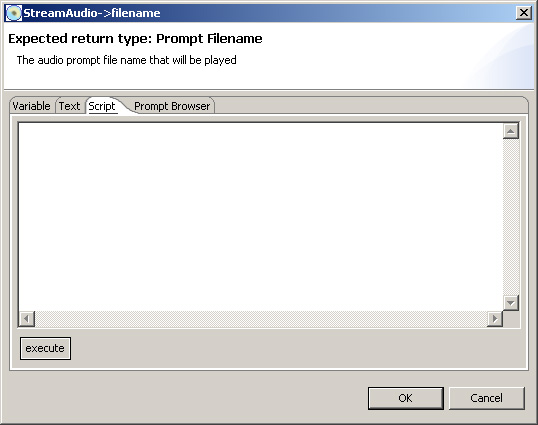 StreamAudio->filename
Expected return type: Prompt Filename
The audio prompt file name that will be played
Variable Text Script Prompt Browser
execute
OK Cancel